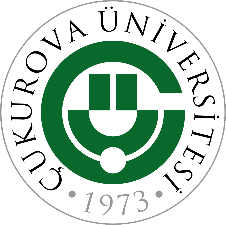 ÇUKUROVA ÜNİVERSİTESİ
• 1973 •